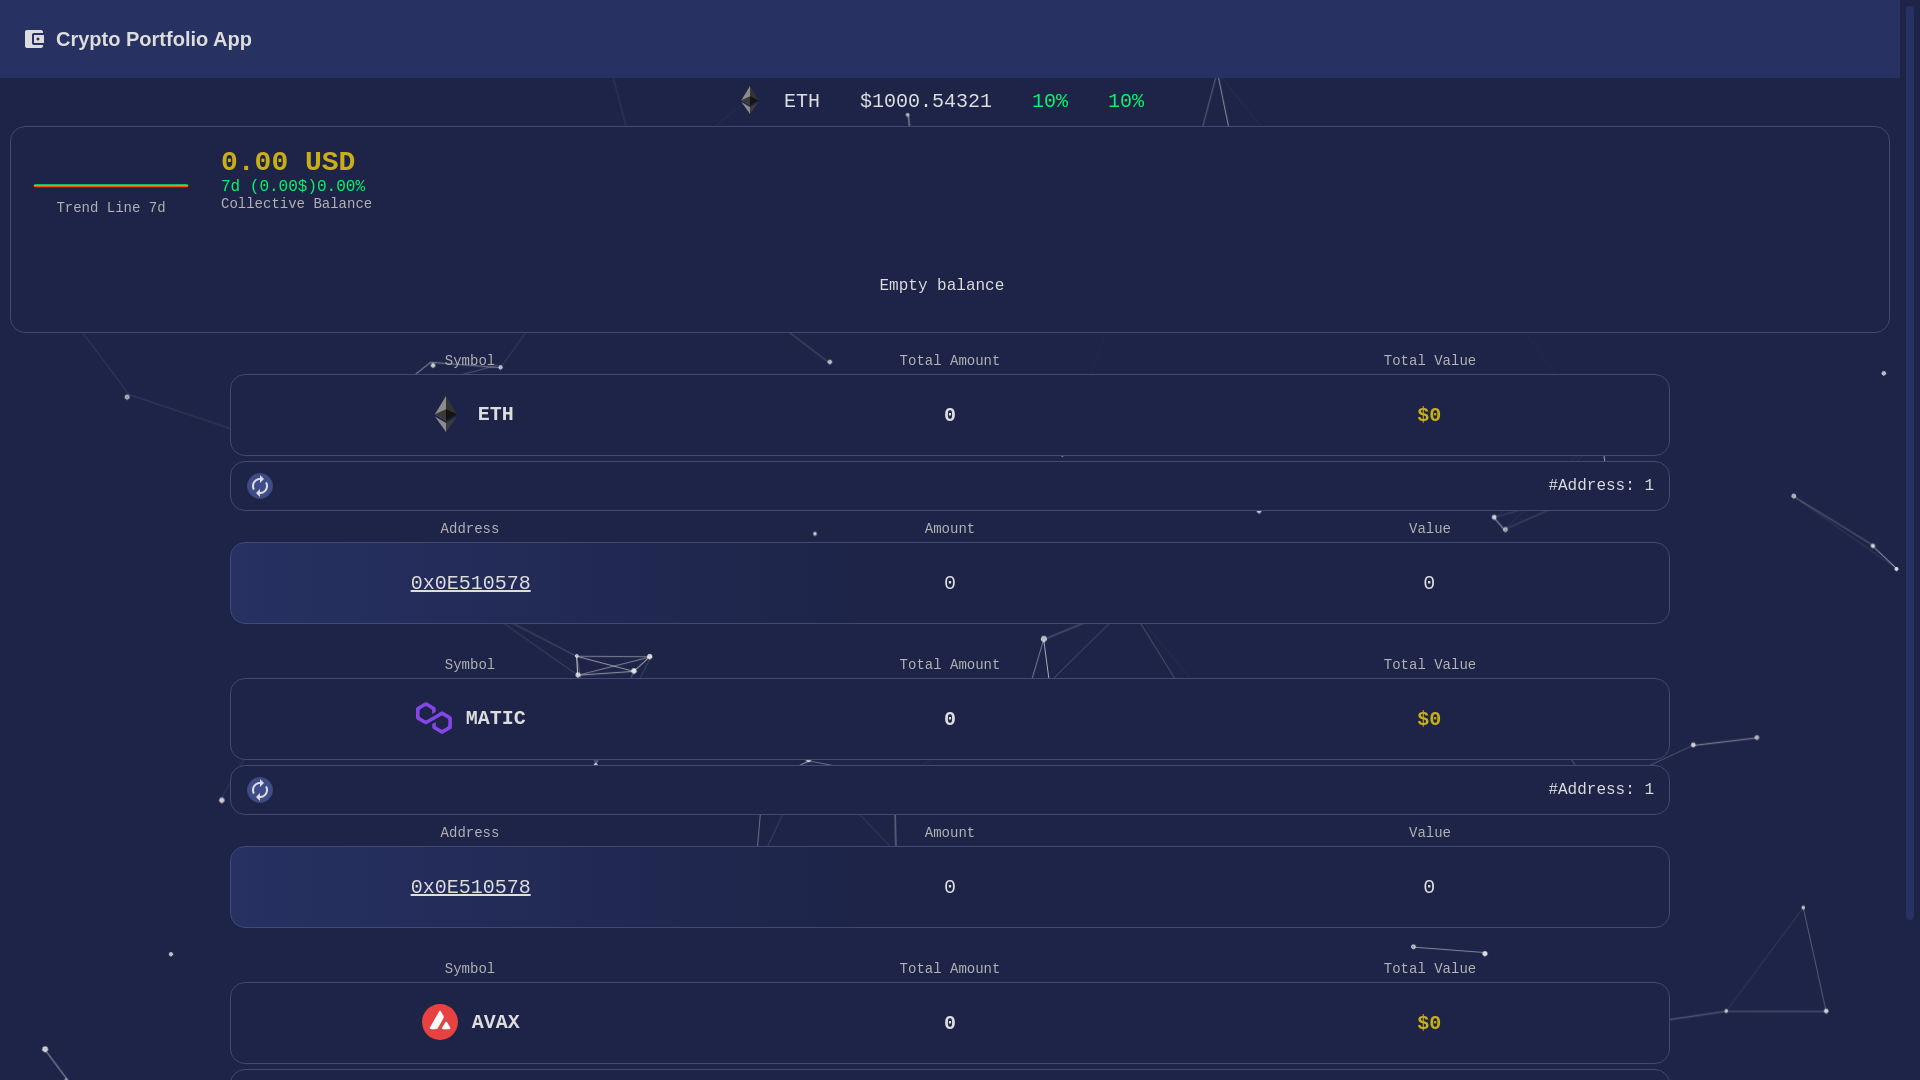 Crypto Portfolio App
ETH $1000.54321 10% 10%
0.00 USD
7d (0.00$)0.00%
Collective Balance
Trend Line 7d
Empty balance
Symbol Total Amount Total Value
ETH 0 $0
#Address: 1
Address Amount Value
0x0E510578 0 0
Symbol Total Amount Total Value
MATIC 0 $0
#Address: 1
Address Amount Value
0x0E510578 0 0
Symbol Total Amount Total Value
AVAX 0 $0